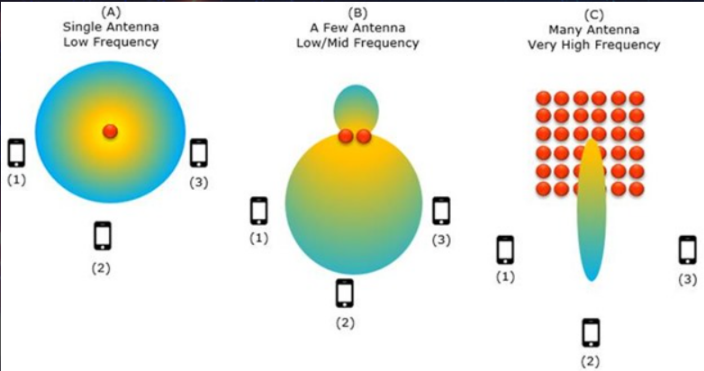 (A)
Single Antenna
Low Frequency
(1)
(3)
(2)
(B)
A Few Antenna
Low/Mid Frequency
(1)
(3)
(2)
(C)
Many Antenna
Very High Frequency
(1)
(3)
(2)